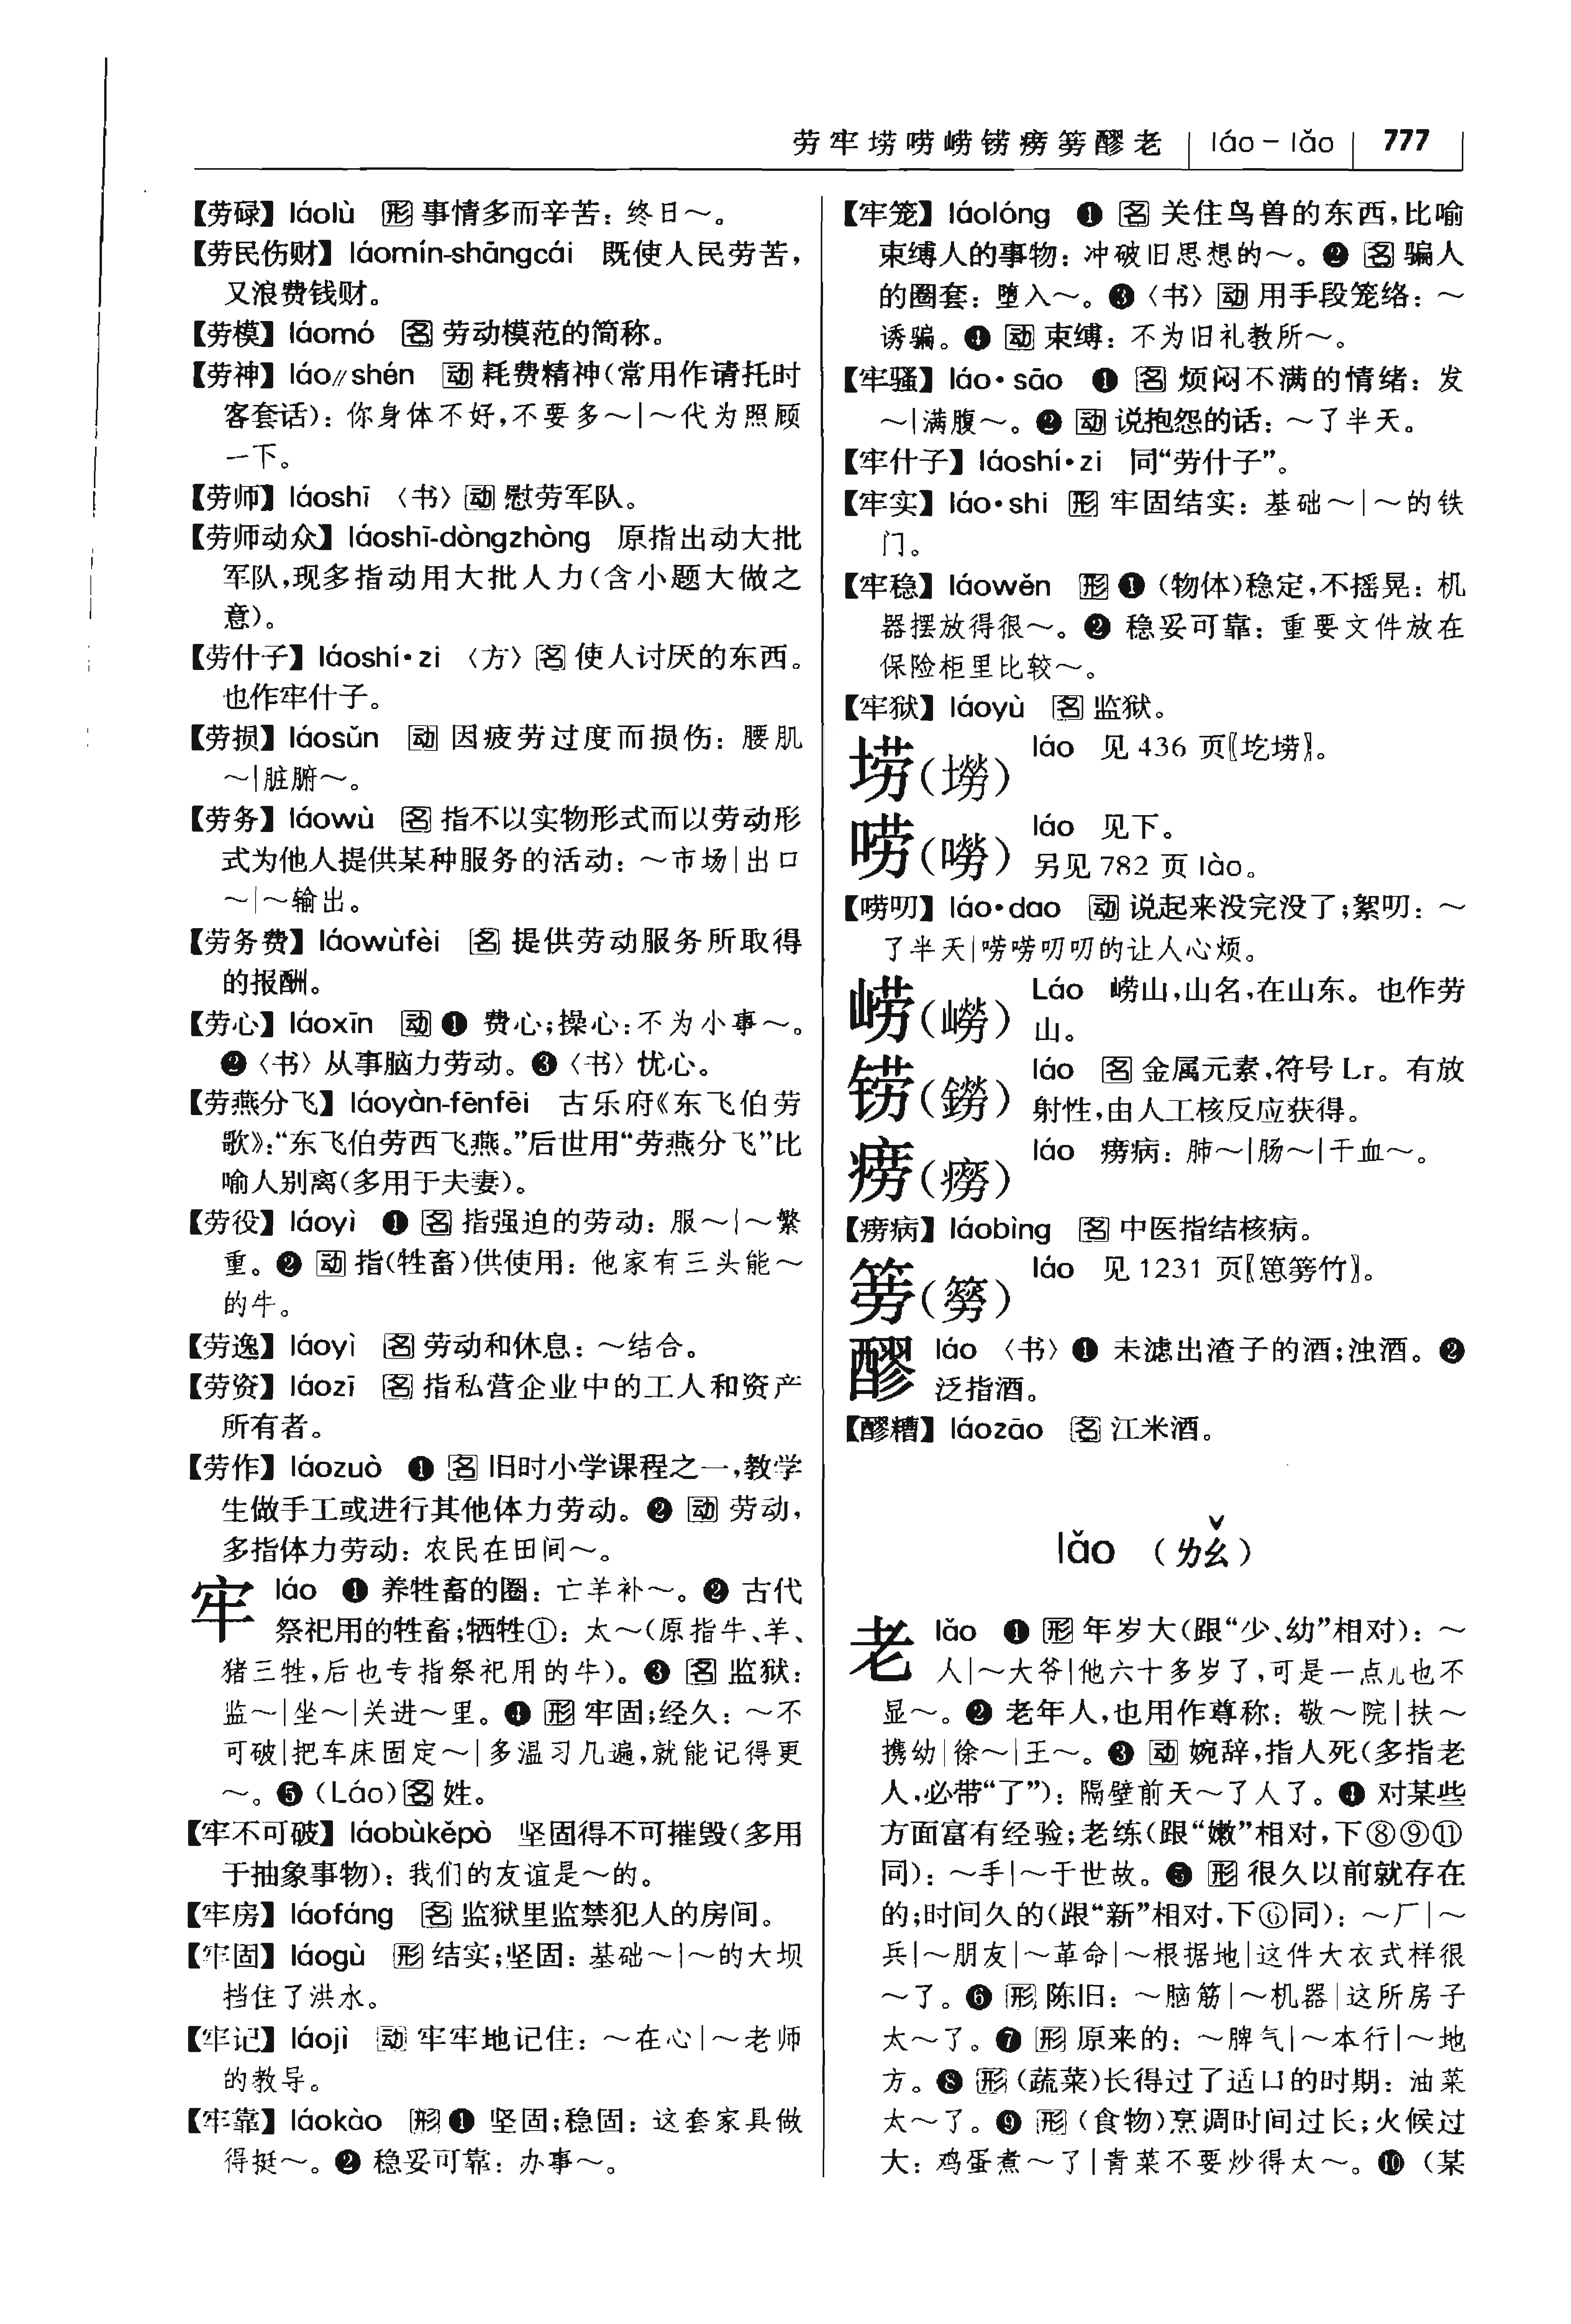 劳牢塝唠崂铹痨䓖醪老 láo – lǎo 777
【劳碌】láolù 形 事情多而辛苦：终日～。
【劳民伤财】láomín-shāngcái 既使人民劳苦，
又浪费钱财。
【劳模】láomó 名 劳动模范的简称。
【劳神】láo∥shén 动 耗费精神（常用作请托时
客套话）：你身体不好，不要多～|～代为照顾
一下。
【劳师】láoshī 〈书〉动 慰劳军队。
【劳师动众】láoshī-dòngzhòng 原指出动大批
军队，现多指动用大批人力（含小题大做之
意）。
【劳什子】láoshí·zi 〈方〉名 使人讨厌的东西。
也作牢什子。
【劳损】láosǔn 动 因疲劳过度而损伤：腰肌
～|脏腑～。
【劳务】láowù 名 指不以实物形式而以劳动形
式为他人提供某种服务的活动：～市场|出口
～|～输出。
【劳务费】láowùfèi 名 提供劳动服务所取得
的报酬。
【劳心】láoxīn 动 ❶ 费心；操心：不为小事～。
❷〈书〉从事脑力劳动。❸〈书〉忧心。
【劳燕分飞】láoyàn-fēnfēi 古乐府《东飞伯劳
歌》：“东飞伯劳西飞燕。”后世用“劳燕分飞”比
喻人别离（多用于夫妻）。
【劳役】láoyì ❶ 名 指强迫的劳动：服～|～繁
重。❷ 动 指（牲畜）供使用：他家有三头能～
的牛。
【劳逸】láoyì 名 劳动和休息：～结合。
【劳资】láozī 名 指私营企业中的工人和资产
所有者。
【劳作】láozuò ❶ 名 旧时小学课程之一，教学
生做手工或进行其他体力劳动。❷ 动 劳动，
多指体力劳动：农民在田间～。
牢 láo ❶ 养牲畜的圈：亡羊补～。❷ 古代
祭祀用的牲畜；牺牲①：太～（原指牛、羊、
猪三牲，后也专指祭祀用的牛）。❸ 名 监狱：
监～|坐～|关进～里。❹ 形 牢固；经久：～不
可破|把车床固定～|多温习几遍，就能记得更
～。❺（Láo）名 姓。
【牢不可破】láobùkěpò 坚固得不可摧毁（多用
于抽象事物）：我们的友谊是～的。
【牢房】láofáng 名 监狱里监禁犯人的房间。
【牢固】láogù 形 结实；坚固：基础～|～的大坝
挡住了洪水。
【牢记】láojì 动 牢牢地记住：～在心|～老师
的教导。
【牢靠】láokào 形 ❶ 坚固；稳固：这套家具做
得挺～。❷ 稳妥可靠：办事～。
【牢笼】láolóng ❶ 名 关住鸟兽的东西，比喻
束缚人的事物：冲破旧思想的～。❷ 名 骗人
的圈套：堕入～。❸〈书〉动 用手段笼络：～
诱骗。❹ 动 束缚：不为旧礼教所～。
【牢骚】láo·sāo ❶ 名 烦闷不满的情绪：发
～|满腹～。❷ 动 说抱怨的话：～了半天。
【牢什子】láoshí·zi 同“劳什子”。
【牢实】láo·shi 形 牢固结实：基础～|～的铁
门。
【牢稳】láowěn 形 ❶（物体）稳定，不摇晃：机
器摆放得很～。❷ 稳妥可靠：重要文件放在
保险柜里比较～。
【牢狱】láoyù 名 监狱。
𫭼（塝） láo 见 436 页〖圪𫭼〗。
唠（嘮） láo 见下。
另见 782 页 lào。
【唠叨】láo·dao 动 说起来没完没了；絮叨：～
了半天|唠唠叨叨的让人心烦。
崂（嶗） Láo 崂山，山名，在山东。也作劳
山。
铹（鐒） láo 名 金属元素，符号 Lr。有放
射性，由人工核反应获得。
痨（癆） láo 痨病：肺～|肠～|干血～。
【痨病】láobìng 名 中医指结核病。
䓖（簩） láo 见 1231 页〖䓖竹〗。
醪 láo 〈书〉❶ 未滤出渣子的酒；浊酒。❷
泛指酒。
【醪糟】láozāo 名 江米酒。
lǎo （ㄌㄠˇ）
老 lǎo ❶ 形 年岁大（跟“少、幼”相对）：～
人|～大爷|他六十多岁了，可是一点儿也不
显～。❷ 老年人，也用作尊称：敬～院|扶～
携幼|徐～|王～。❸ 动 婉辞，指人死（多指老
人，必带“了”）：隔壁前天～了人了。❹ 对某些
方面富有经验；老练（跟“嫩”相对，下⑧⑨⑪
同）：～手|～于世故。❺ 形 很久以前就存在
的；时间久的（跟“新”相对，下⑥同）：～厂|～
兵|～朋友|～革命|～根据地|这件大衣式样很
～了。❻ 形 陈旧：～脑筋|～机器|这所房子
太～了。❼ 形 原来的：～脾气|～本行|～地
方。❽ 形（蔬菜）长得过了适口的时期：油菜
太～了。❾ 形（食物）烹调时间过长；火候过
大：鸡蛋煮～了|青菜不要炒得太～。❿（某